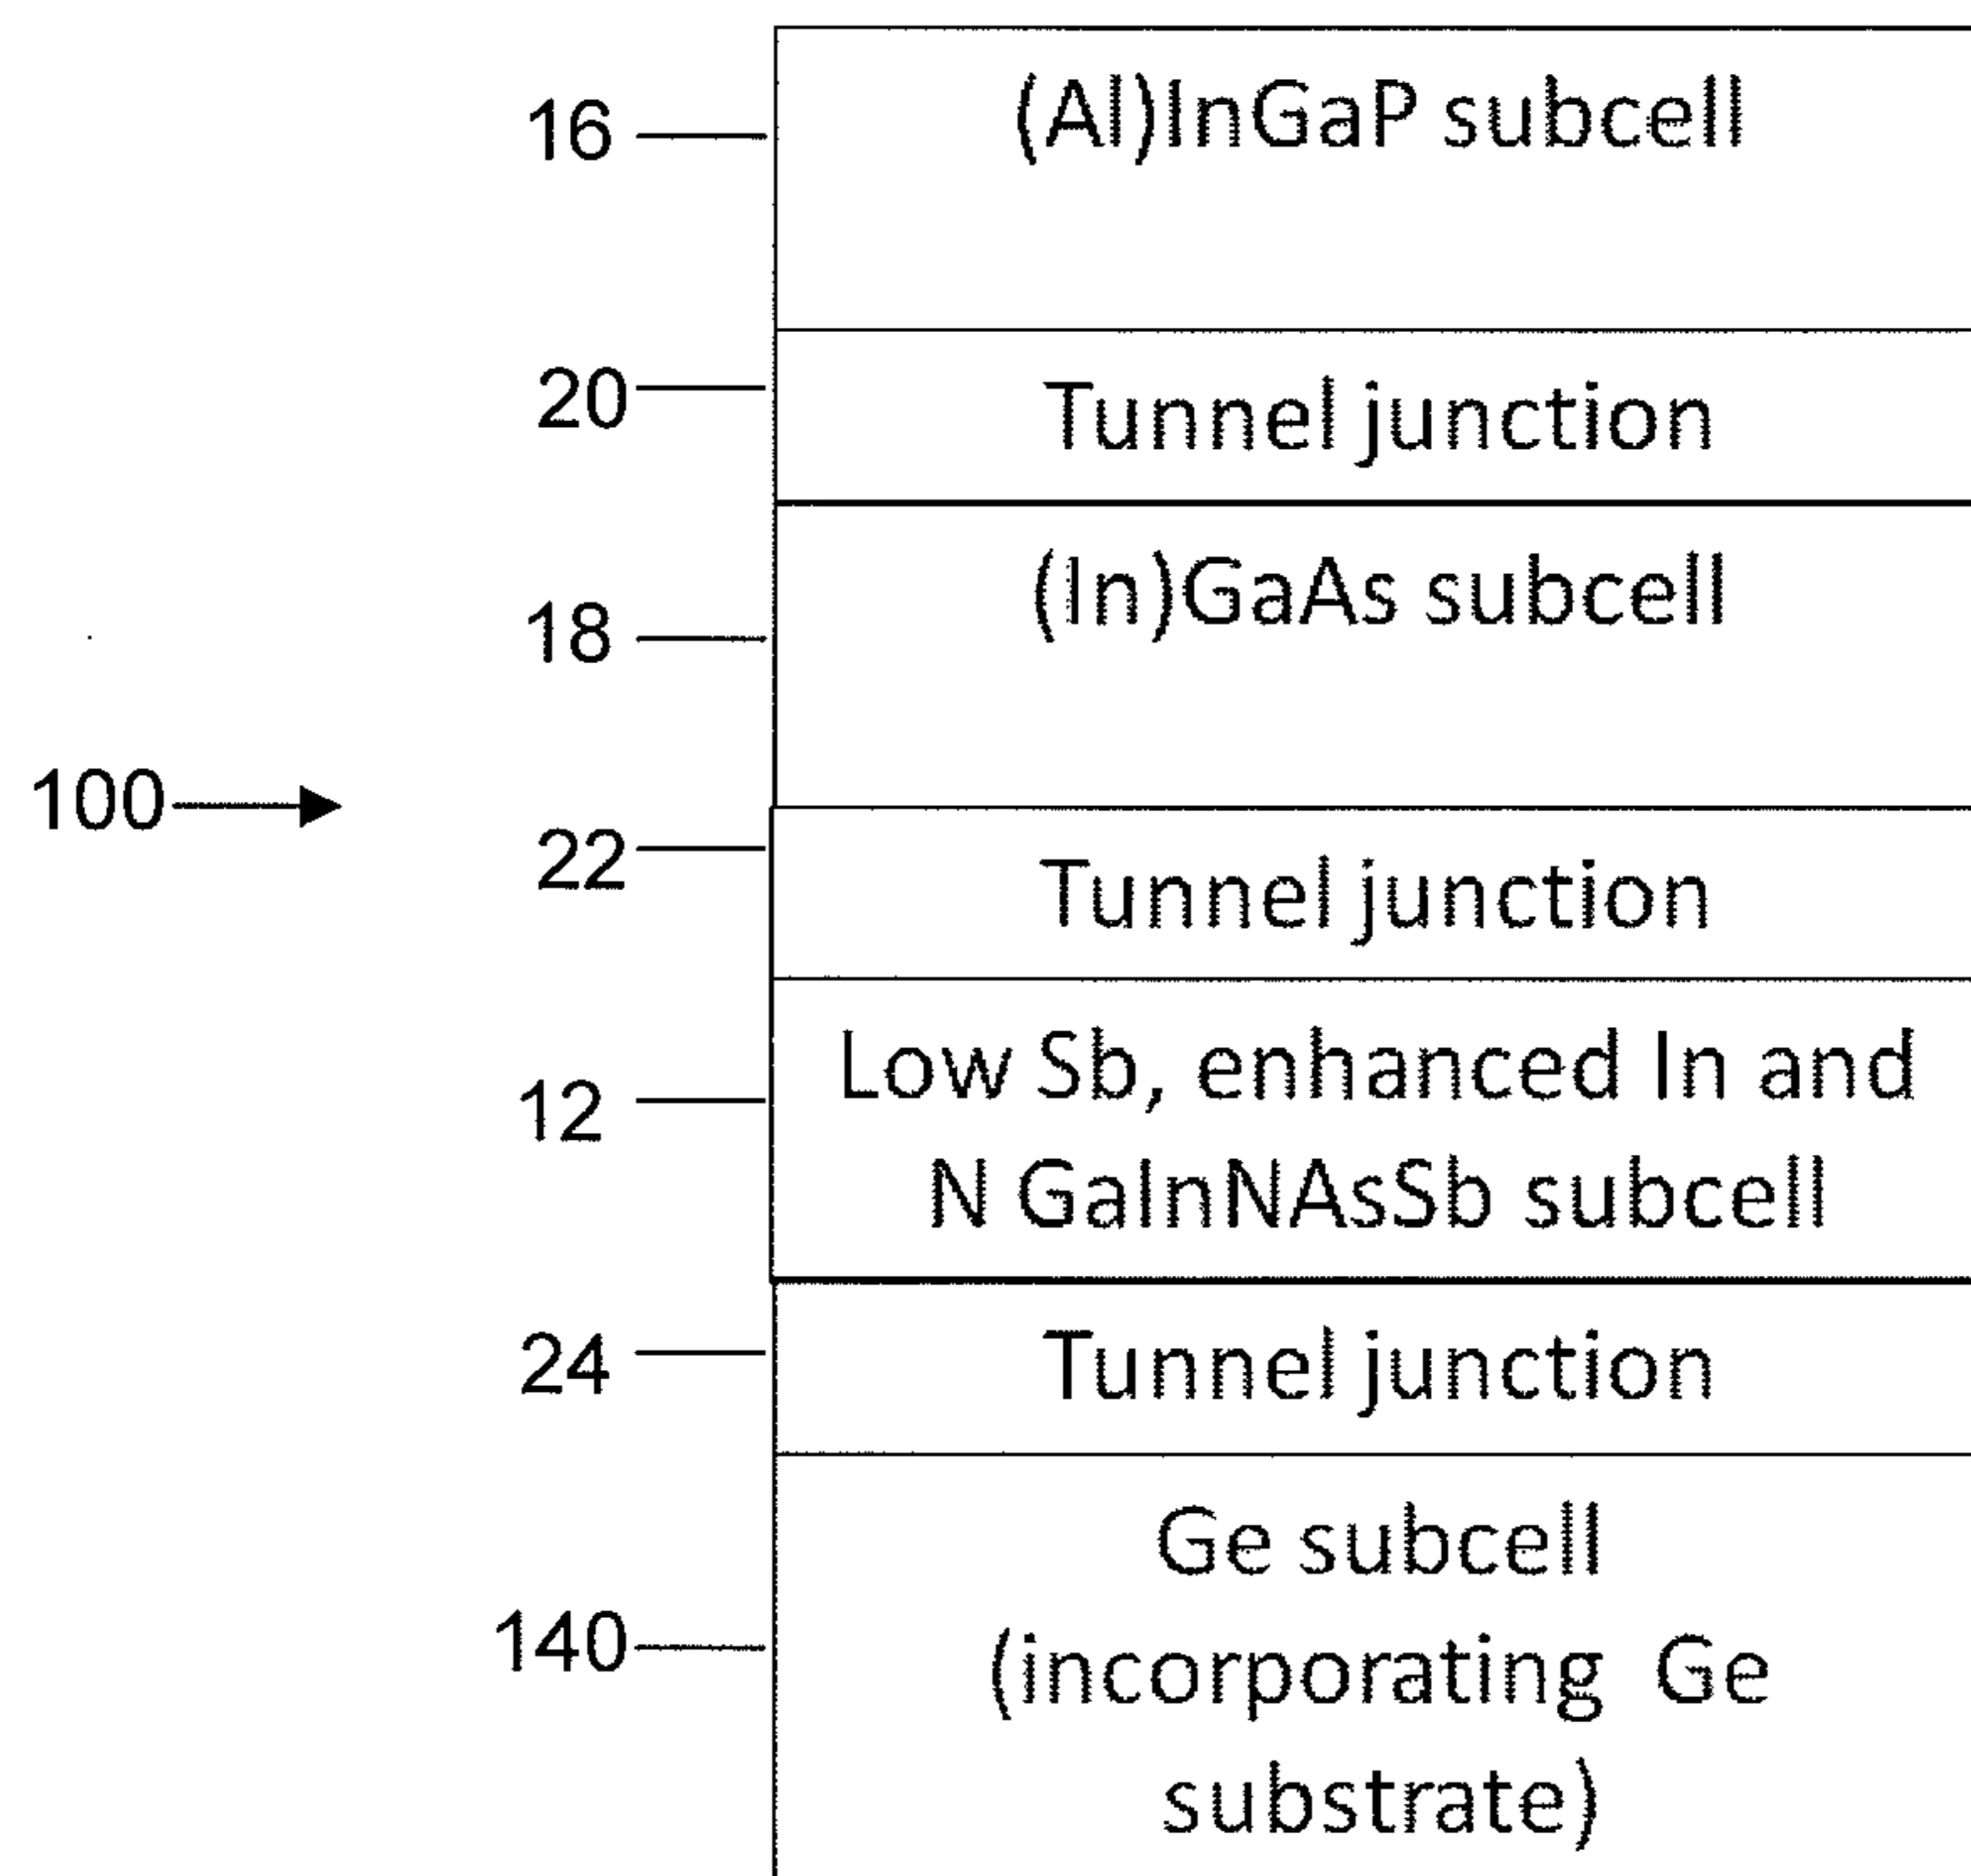 16
(Al)InGaP subcell
20
Tunnel junction
18
(In)GaAs subcell
100
22
Tunnel junction
12
Low Sb, enhanced In and
N GaInNAsSb subcell
24
Tunnel junction
140
Ge subcell
(incorporating Ge
substrate)